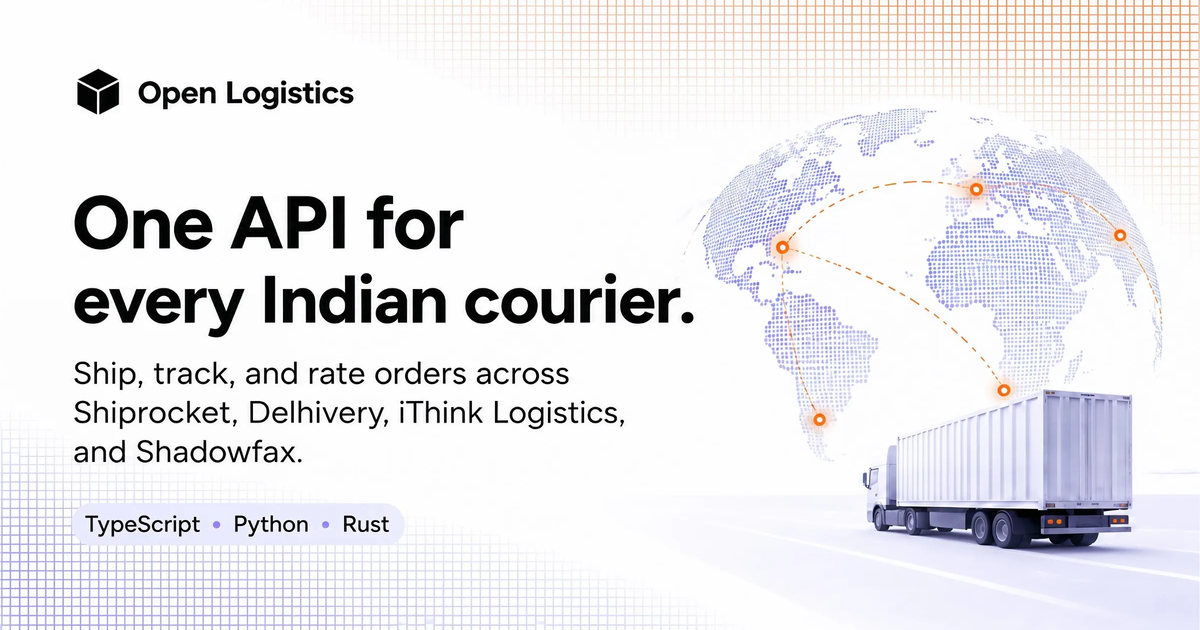 Open Logistics
One API for
every Indian courier.
Ship, track, and rate orders across
Shiprocket, Delhivery, iThink Logistics,
and Shadowfax.
TypeScript • Python • Rust